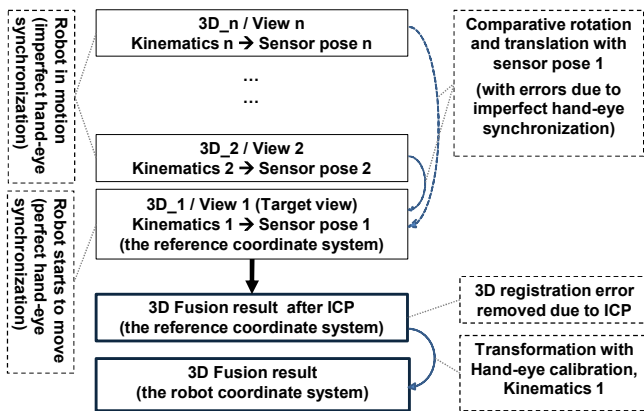 3D_n / View n
Kinematics n → Sensor pose n
…
…
3D_2 / View 2
Kinematics 2 → Sensor pose 2
3D_1 / View 1 (Target view)
Kinematics 1 → Sensor pose 1
(the reference coordinate system)
3D Fusion result after ICP
(the reference coordinate system)
3D Fusion result
(the robot coordinate system)
Robot in motion
(imperfect hand-eye
synchronization)
Robot starts to move
(perfect hand-eye
synchronization)
Comparative rotation
and translation with
sensor pose 1
(with errors due to
imperfect hand-eye
synchronization)
3D registration error
removed due to ICP
Transformation with
Hand-eye calibration,
Kinematics 1